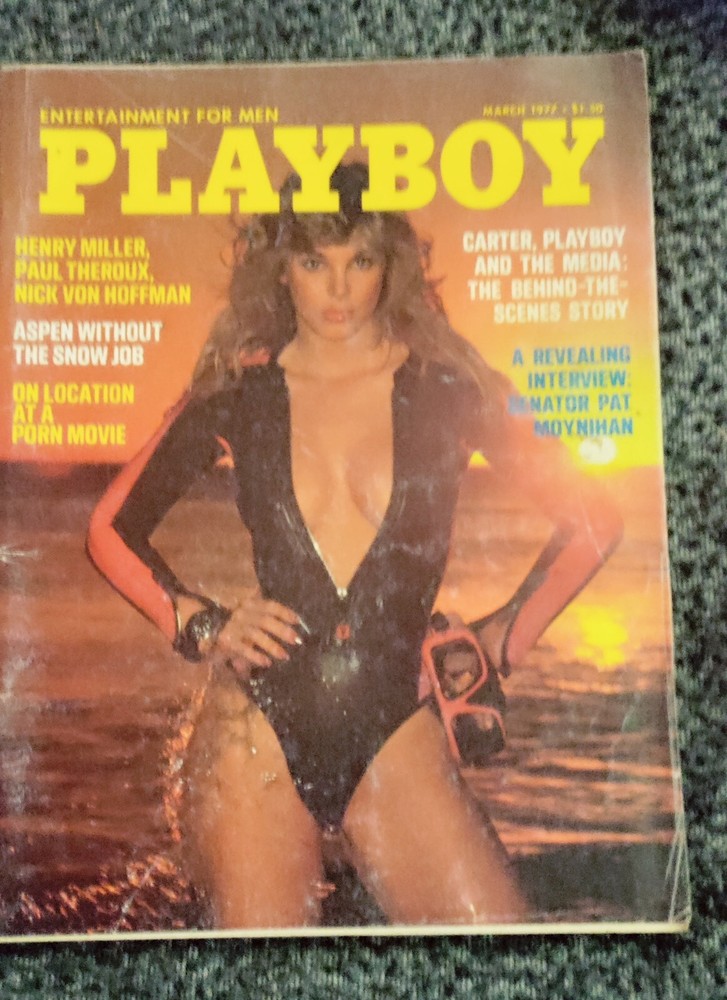 ENTERTAINMENT FOR MEN
MARCH 1977 • $1.50
PLAYBOY
HENRY MILLER,
PAUL THEROUX,
NICK VON HOFFMAN
ASPEN WITHOUT
THE SNOW JOB
ON LOCATION
AT A
PORN MOVIE
CARTER, PLAYBOY
AND THE MEDIA:
THE BEHIND-THE-
SCENES STORY
A REVEALING
INTERVIEW:
SENATOR PAT
MOYNIHAN